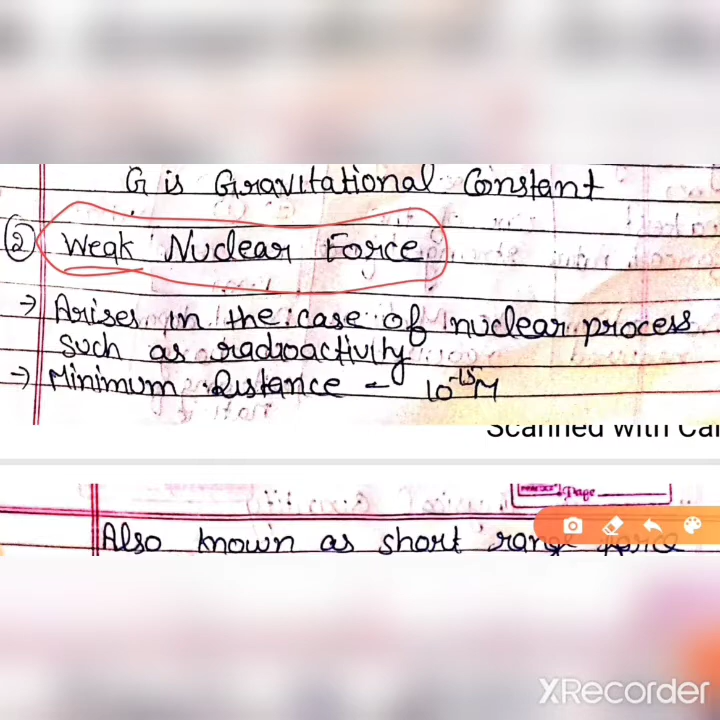 G is Gravitational Constant
② Weak Nuclear Force
→ Arises in the case of nuclear process
such as radioactivity
→ Minimum distance - 10⁻¹⁵M
Scanned with Ca
Page
Also known as short range force
XRecorder